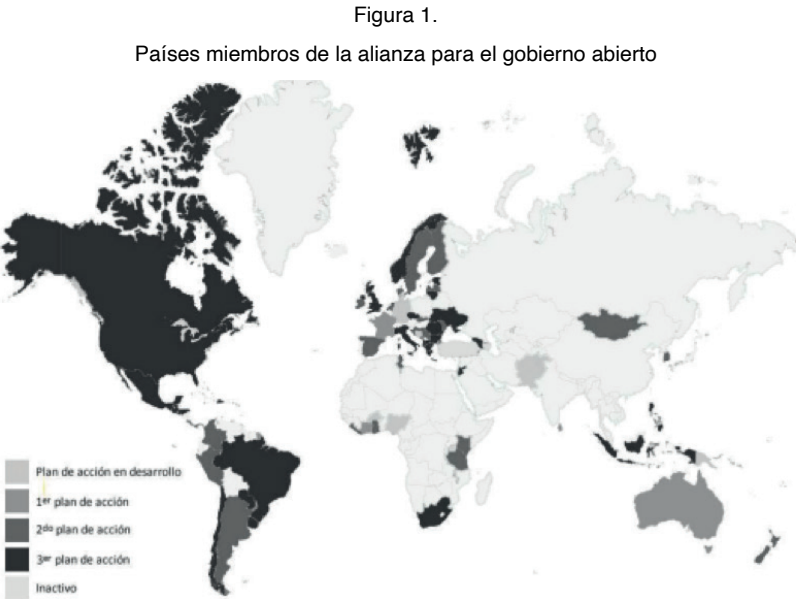 Figura 1.
Países miembros de la alianza para el gobierno abierto
Plan de acción en desarrollo
1er plan de acción
2do plan de acción
3er plan de acción
Inactivo